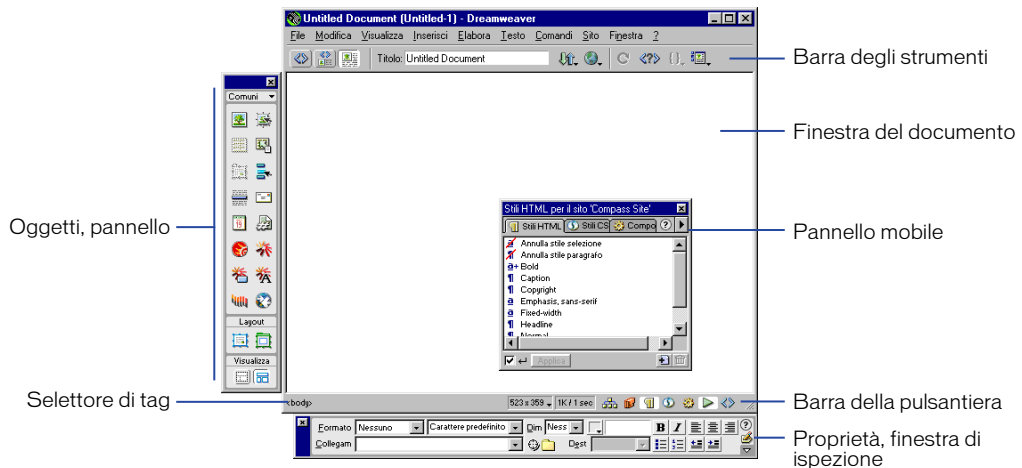 Untitled Document (Untitled-1) - Dreamweaver
File Modifica Visualizza Inserisci Elabora Testo Comandi Sito Finestra ?
Titolo: Untitled Document
Barra degli strumenti
Comuni
Finestra del documento
Oggetti, pannello
Stili HTML per il sito 'Compass Site'
Stili HTML Stili CS Compo ?
Pannello mobile
Annulla stile selezione
Annulla stile paragrafo
a+ Bold
¶ Caption
¶ Copyright
a Emphasis, sans-serif
a Fixed-width
¶ Headline
¶ Normal
Layout
Visualizza
Applica
Selettore di tag
<body>
523 x 359 1K / 1 sec
Barra della pulsantiera
Formato Nessuno Carattere predefinito Dim Ness B I ?
Collegam Dest
Proprietà, finestra di
ispezione